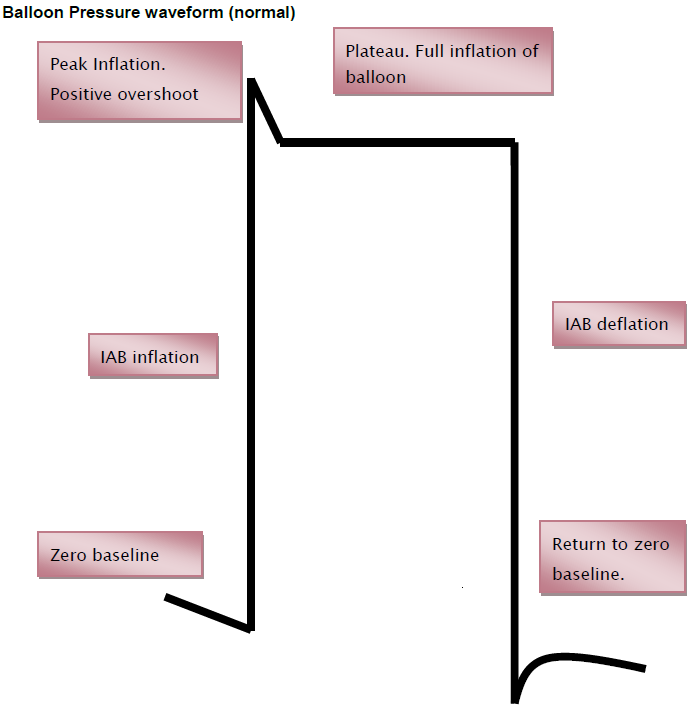 Balloon Pressure waveform (normal)
Peak Inflation.
Positive overshoot
Plateau. Full inflation of
balloon
IAB inflation
IAB deflation
Zero baseline
Return to zero
baseline.